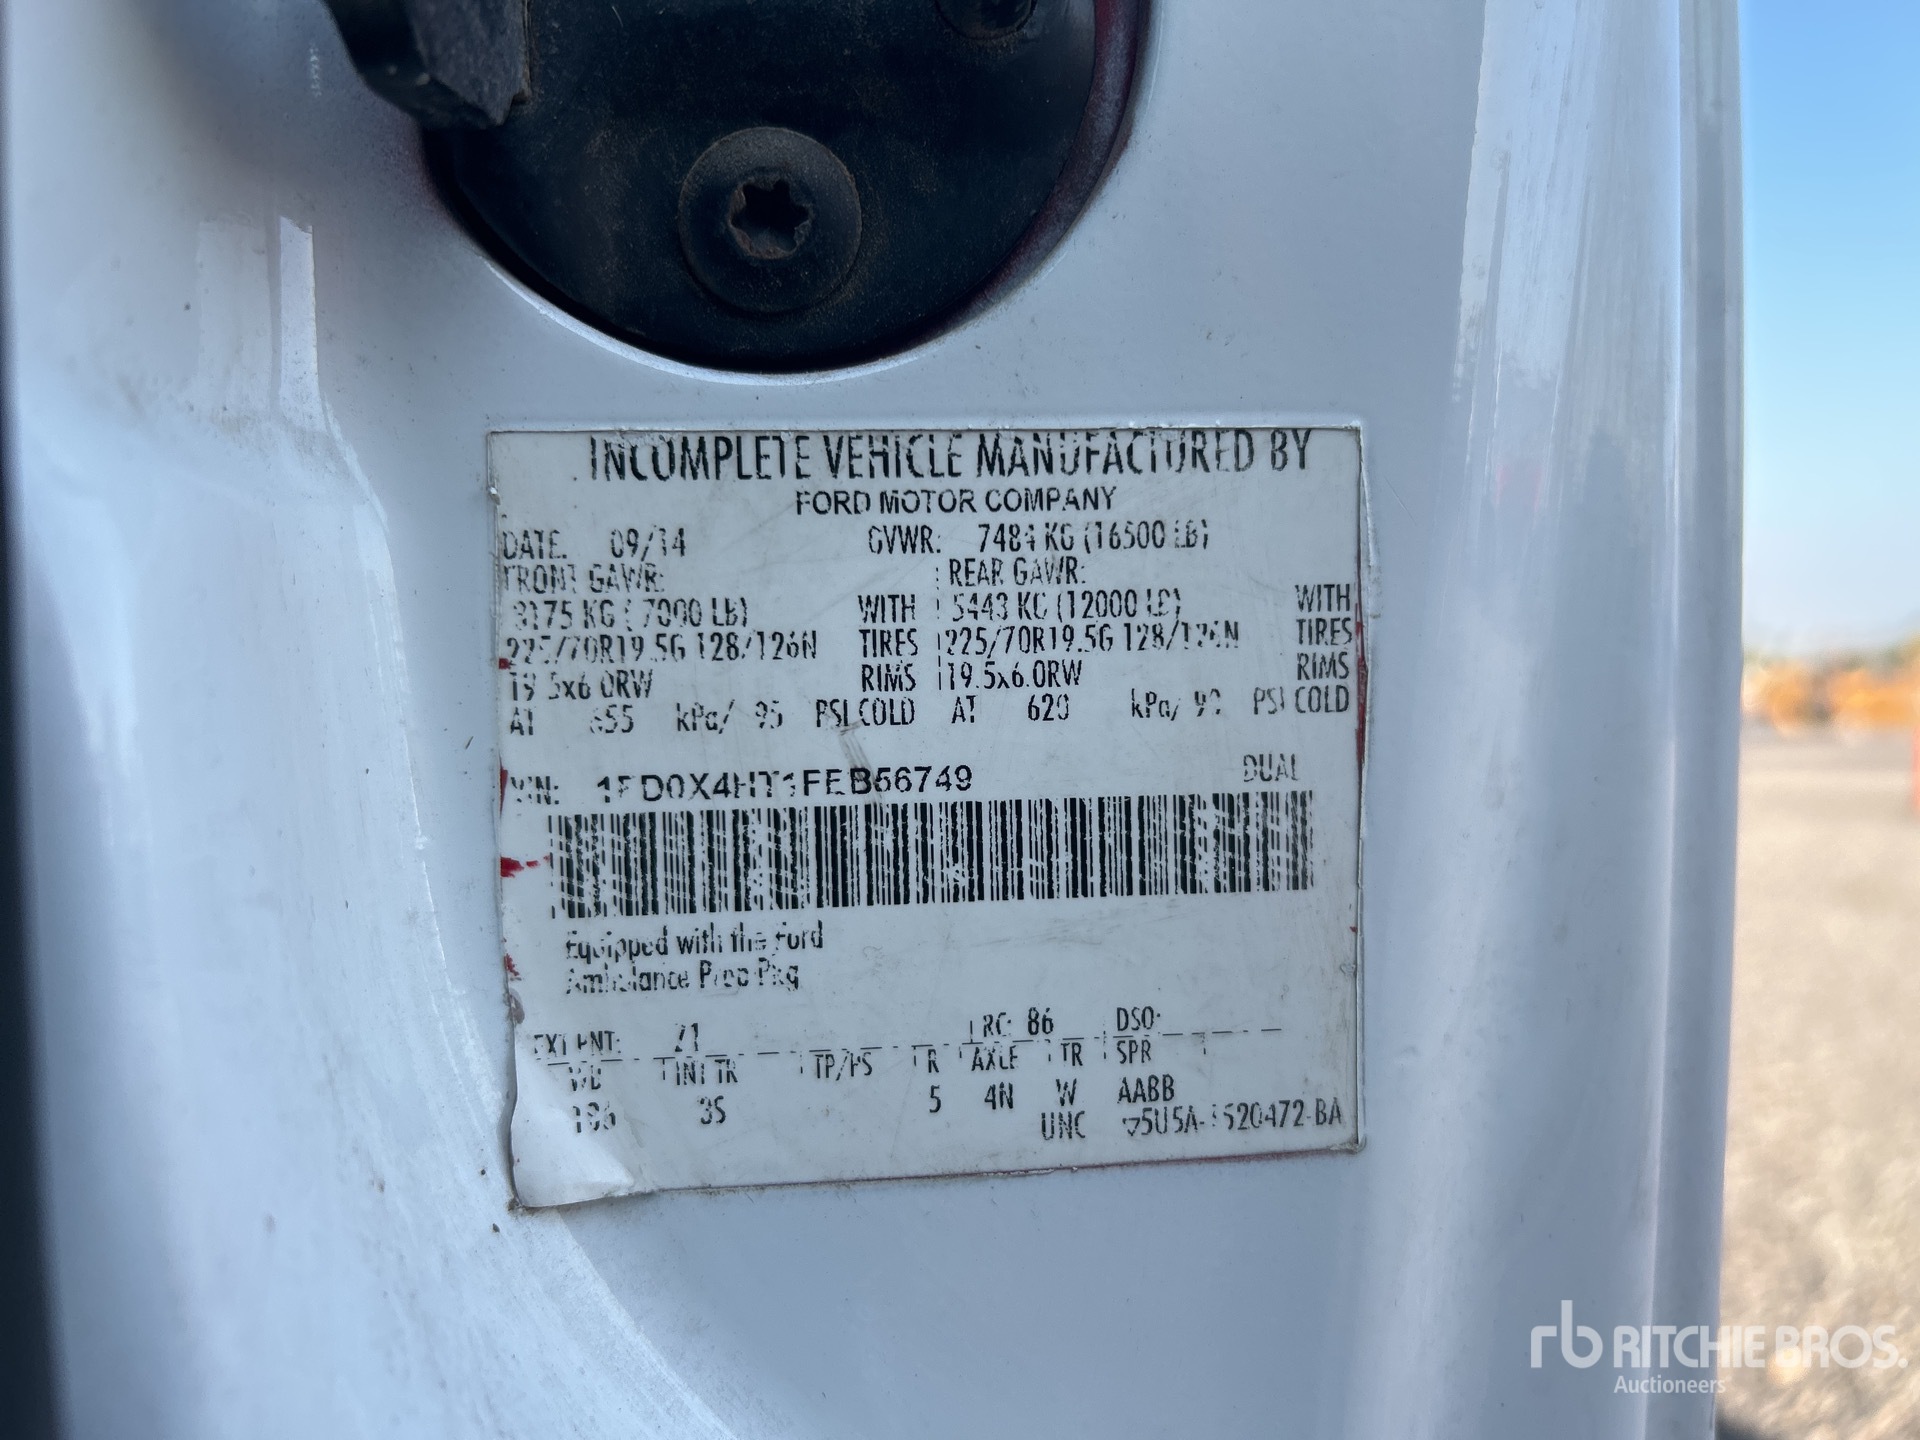 INCOMPLETE VEHICLE MANUFACTURED BY
FORD MOTOR COMPANY
DATE: 09/14 GVWR: 7484 KG (16500 LB)
FRONT GAWR: REAR GAWR:
3175 KG ( 7000 LB) WITH 5443 KG (12000 LB) WITH
225/70R19.5G 128/126N TIRES 225/70R19.5G 128/126N TIRES
19.5x6.0RW RIMS 19.5x6.0RW RIMS
AT 655 kPa/ 95 PSI COLD AT 620 kPa/ 90 PSI COLD
VIN: 1FD0X4HT1FEB56749 DUAL
Equipped with the Ford
Ambulance Prep Pkg
EXT PNT: Z1 RC: 86 DSO:
WB INT TR TP/PS R AXLE TR SPR
186 3S 5 4N W AABB
UNC
rb RITCHIE BROS.
Auctioneers